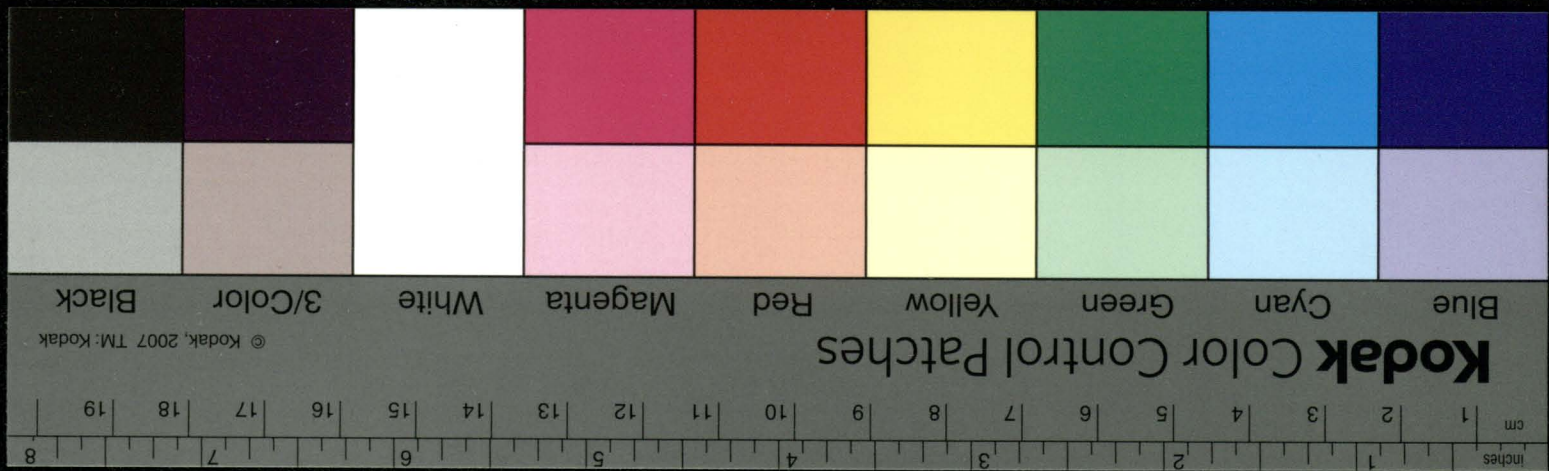 inches 1 2 3 4 5 6 7 8
cm 1 2 3 4 5 6 7 8 9 10 11 12 13 14 15 16 17 18 19
Kodak Color Control Patches
© Kodak, 2007 TM: Kodak
Blue Cyan Green Yellow Red Magenta White 3/Color Black